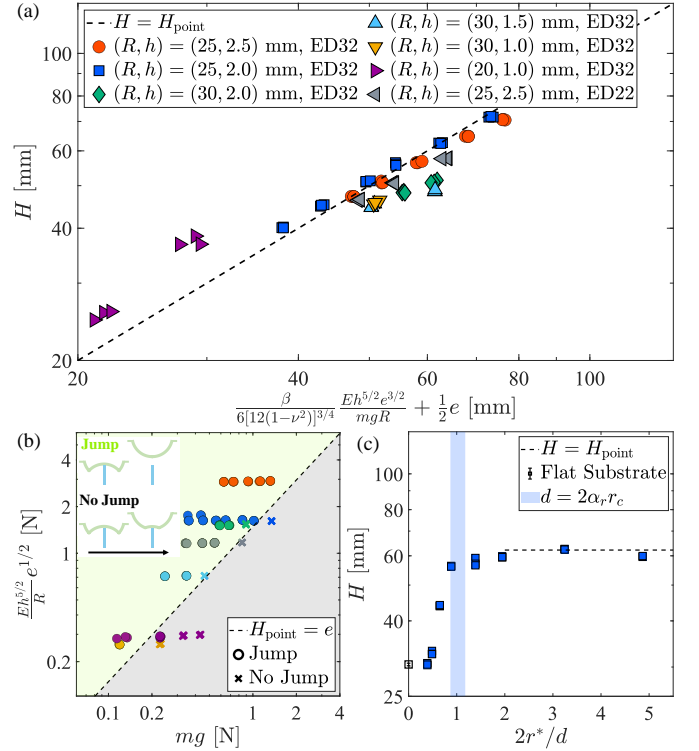 (a)
H = H_point
(R, h) = (25, 2.5) mm, ED32
(R, h) = (25, 2.0) mm, ED32
(R, h) = (30, 2.0) mm, ED32
(R, h) = (30, 1.5) mm, ED32
(R, h) = (30, 1.0) mm, ED32
(R, h) = (20, 1.0) mm, ED32
(R, h) = (25, 2.5) mm, ED22
100
60
40
20
H [mm]
20 40 60 80 100
β/6[12(1−ν²)]^{3/4} Eh^{5/2}e^{3/2}/mgR + 1/2 e [mm]
(b)
Jump
No Jump
4
2
1
0.2
Eh^{5/2}/R e^{1/2} [N]
H_point = e
Jump
No Jump
0.1 0.2 1 2 4
mg [N]
(c)
H = H_point
Flat Substrate
d = 2α_r r_c
100
60
40
25
H [mm]
0 1 2 3 4 5
2r*/d